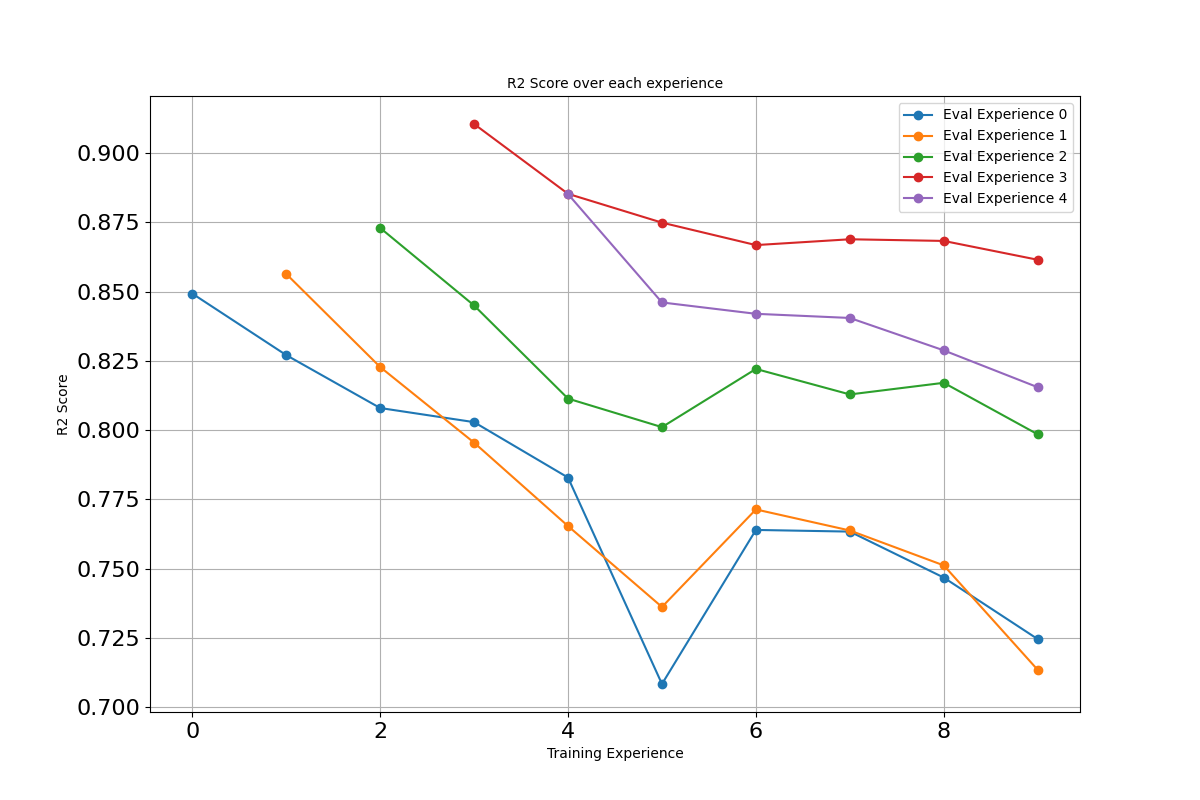 R2 Score over each experience
Eval Experience 0
Eval Experience 1
Eval Experience 2
Eval Experience 3
Eval Experience 4
0.900
0.875
0.850
0.825
0.800
0.775
0.750
0.725
0.700
R2 Score
0 2 4 6 8
Training Experience